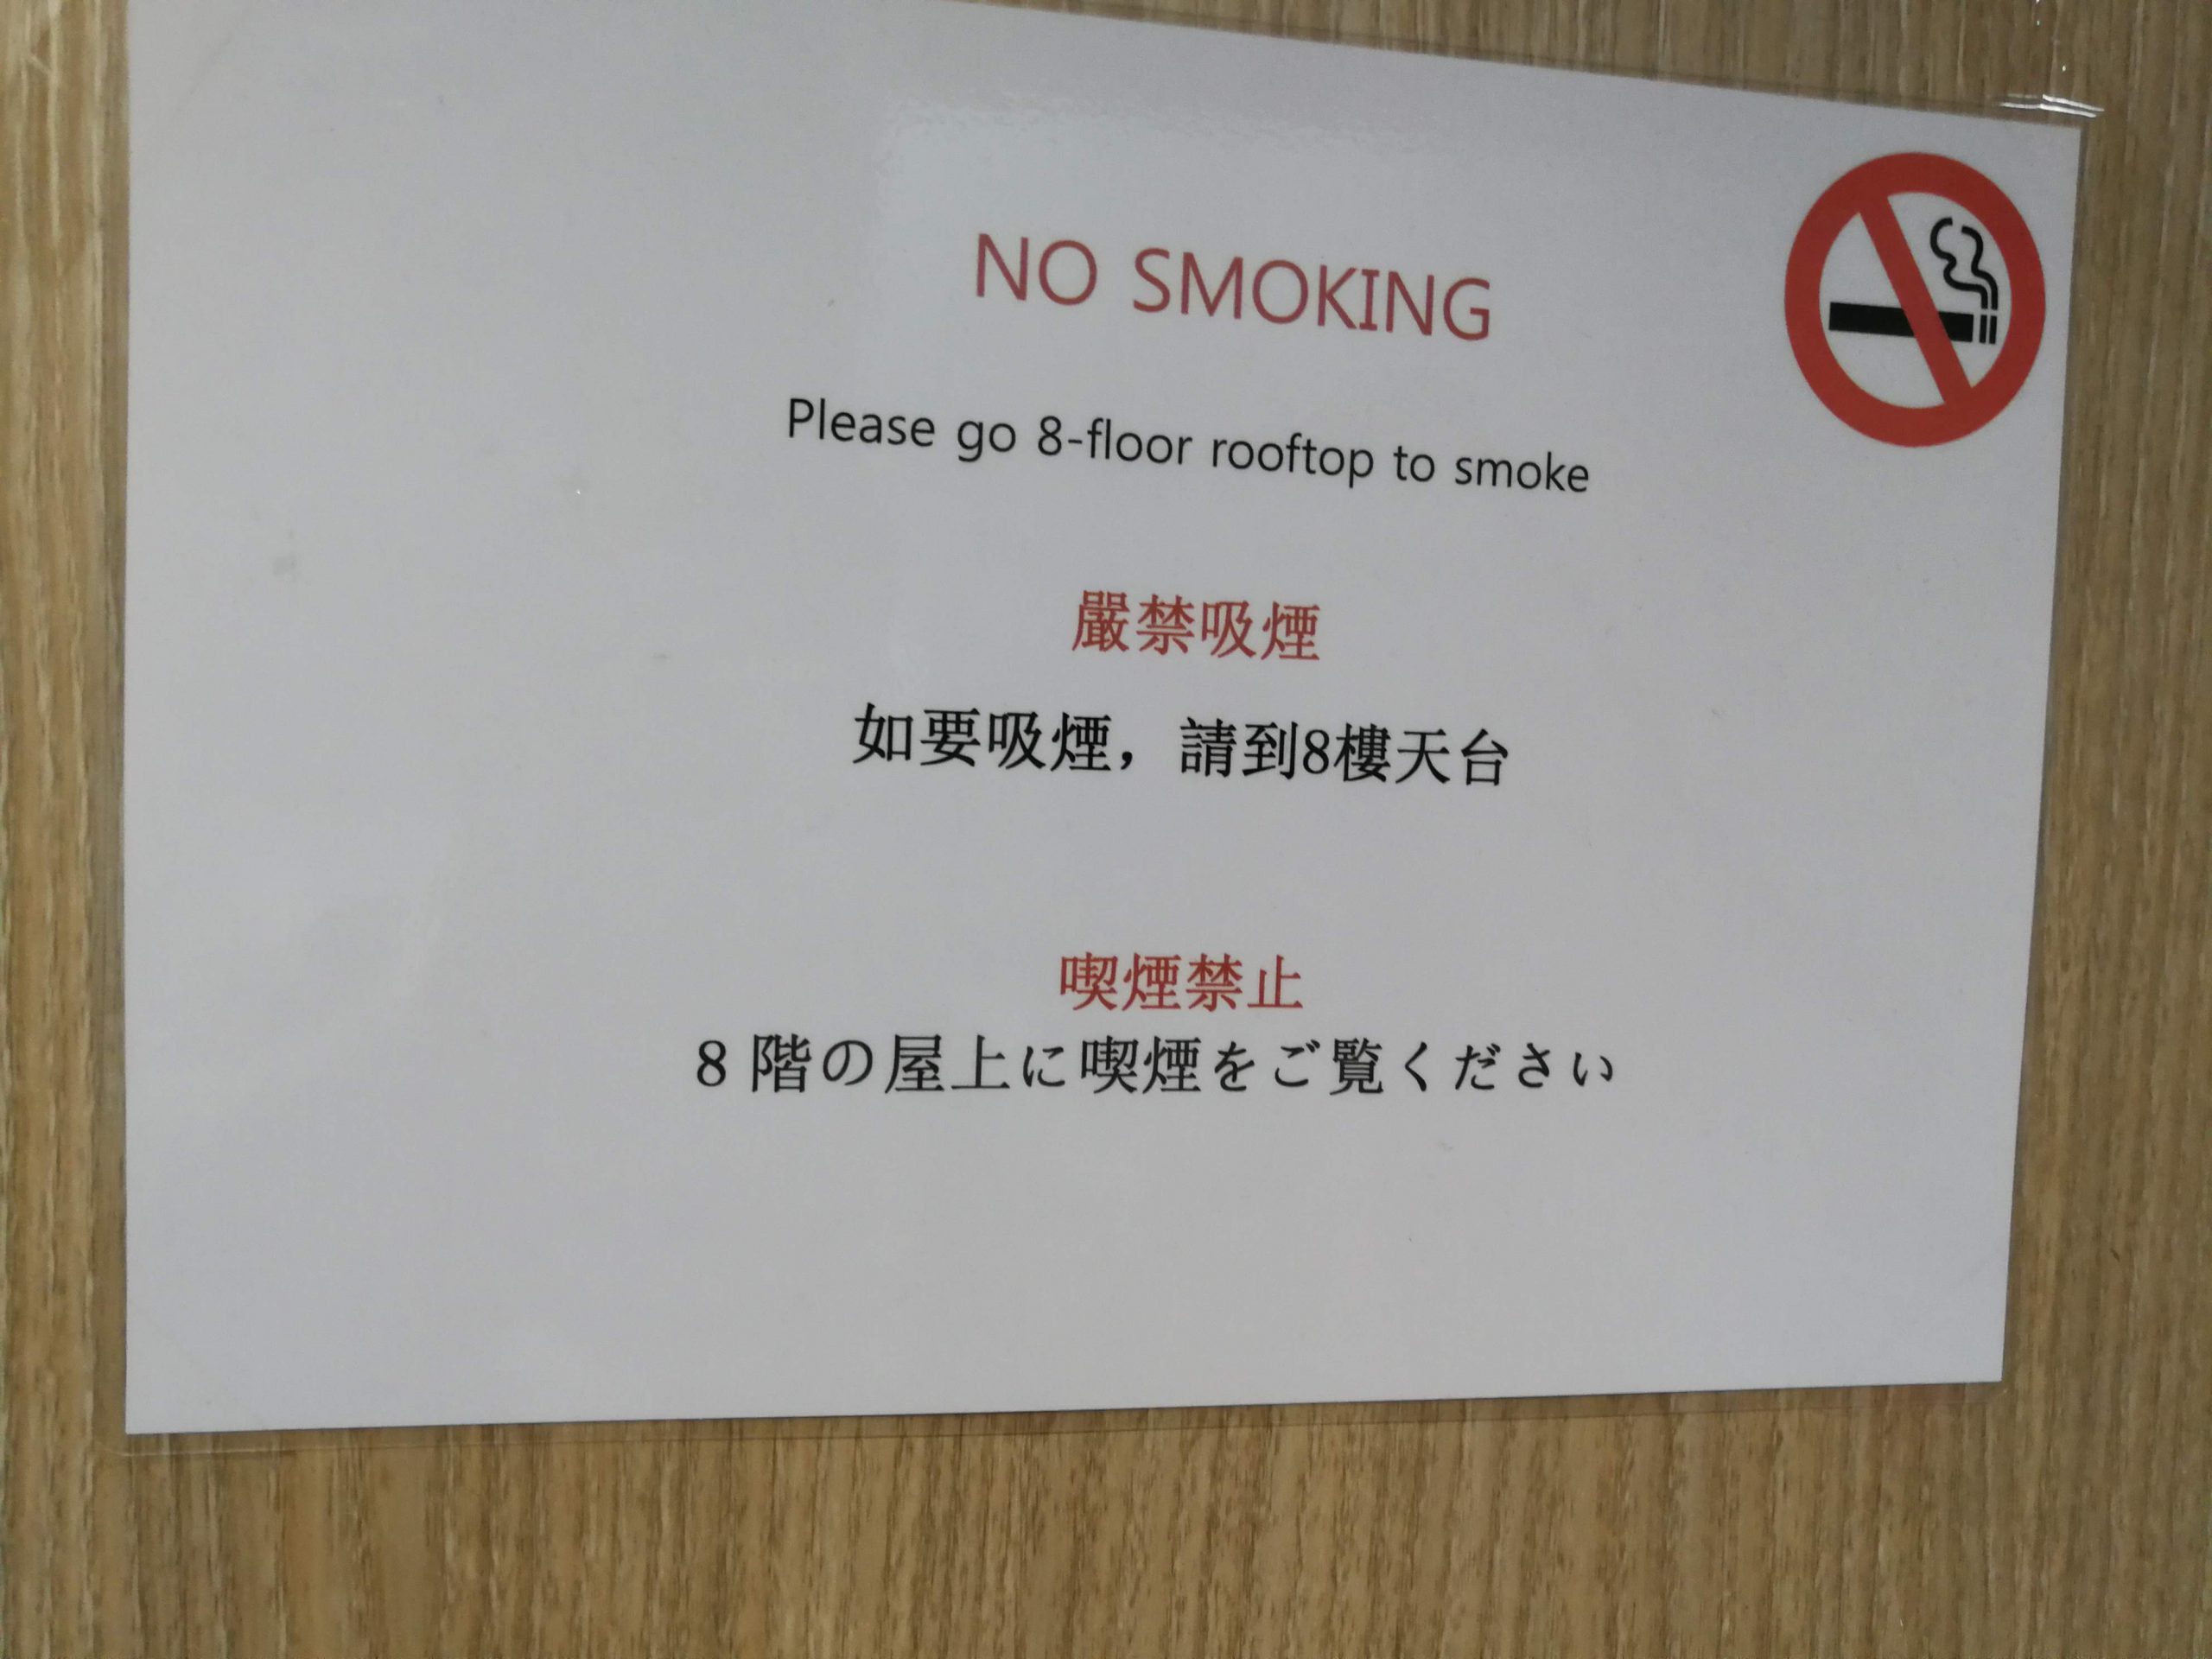 NO SMOKING
Please go 8-floor rooftop to smoke
嚴禁吸煙
如要吸煙，請到8樓天台
喫煙禁止
8 階の屋上に喫煙をご覧ください